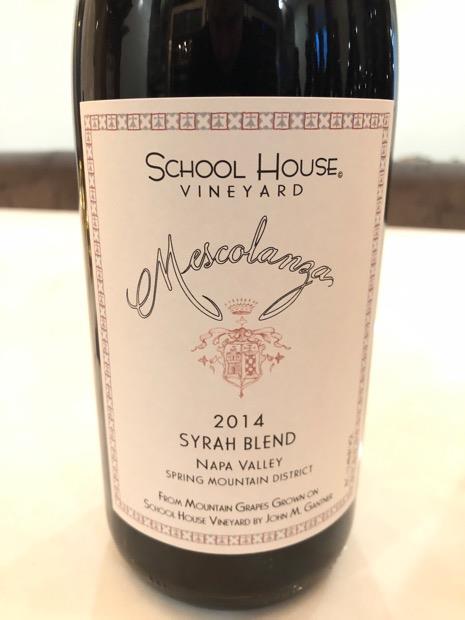 SCHOOL HOUSE©
VINEYARD
Mescolanza
2014
SYRAH BLEND
NAPA VALLEY
SPRING MOUNTAIN DISTRICT
FROM MOUNTAIN GRAPES GROWN ON
SCHOOL HOUSE VINEYARD BY JOHN M. GANTNER